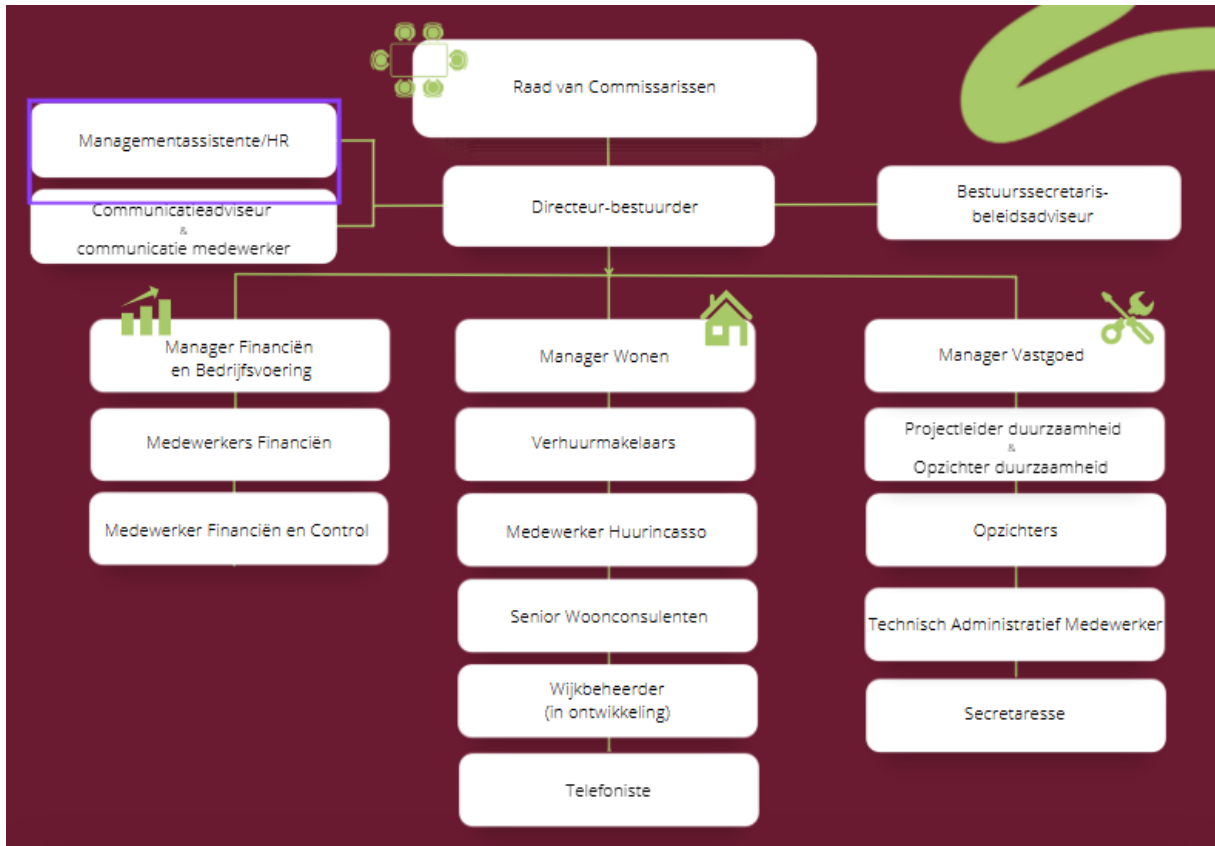 Raad van Commissarissen
Managementassistente/HR
Communicatieadviseur
&
communicatie medewerker
Directeur-bestuurder
Bestuurssecretaris-
beleidsadviseur
Manager Financiën
en Bedrijfsvoering
Medewerkers Financiën
Medewerker Financiën en Control
Manager Wonen
Verhuurmakelaars
Medewerker Huurincasso
Senior Woonconsulenten
Wijkbeheerder
(in ontwikkeling)
Telefoniste
Manager Vastgoed
Projectleider duurzaamheid
&
Opzichter duurzaamheid
Opzichters
Technisch Administratief Medewerker
Secretaresse